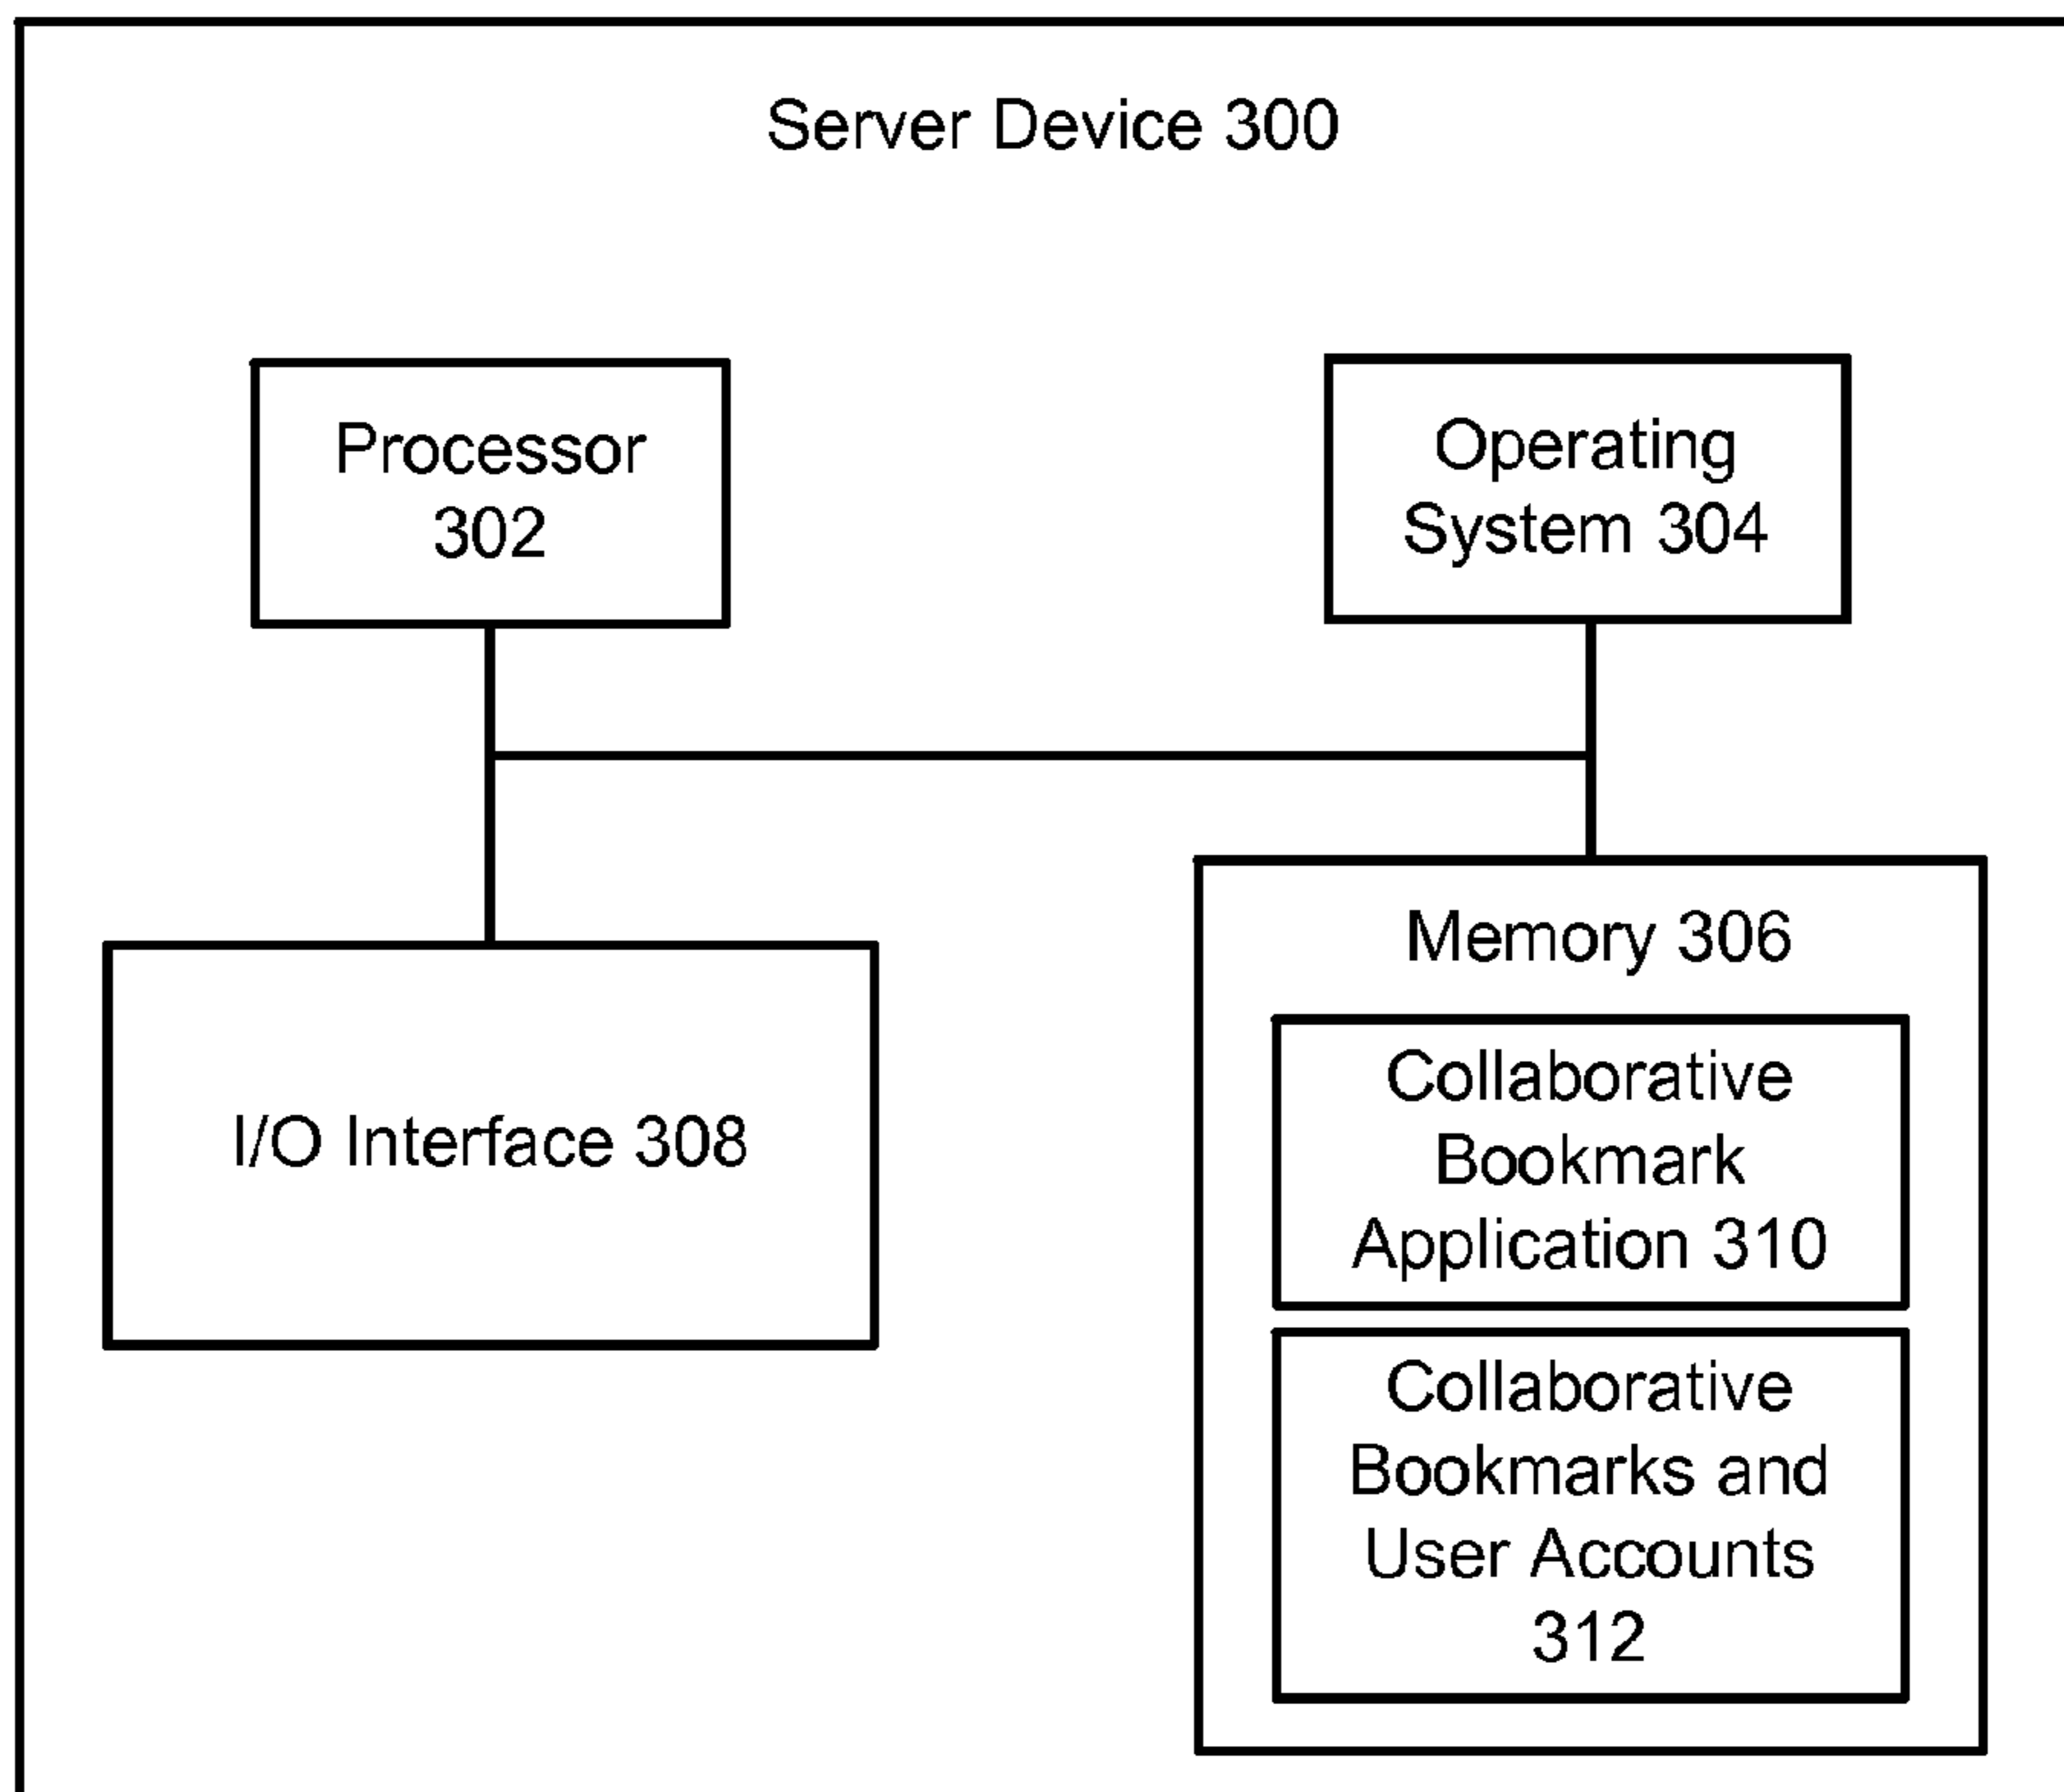 Server Device 300
Processor
302
Operating
System 304
Memory 306
I/O Interface 308
Collaborative
Bookmark
Application 310
Collaborative
Bookmarks and
User Accounts
312